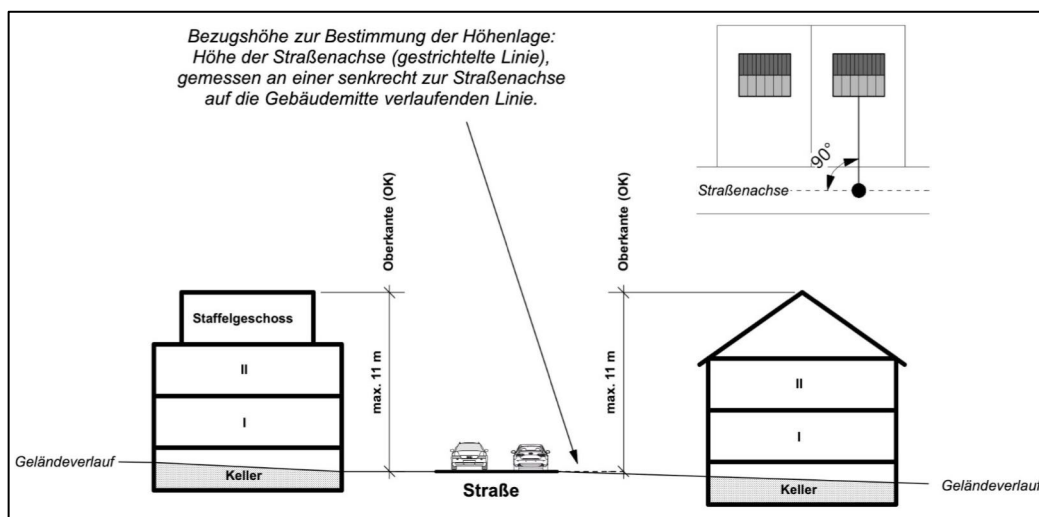 Bezugshöhe zur Bestimmung der Höhenlage:
Höhe der Straßenachse (gestrichtelte Linie),
gemessen an einer senkrecht zur Straßenachse
auf die Gebäudemitte verlaufenden Linie.
90°
Straßenachse
Oberkante (OK)
max. 11 m
Oberkante (OK)
max. 11 m
Staffelgeschoss
II
I
Keller
Geländeverlauf
Straße
II
I
Keller
Geländeverlauf